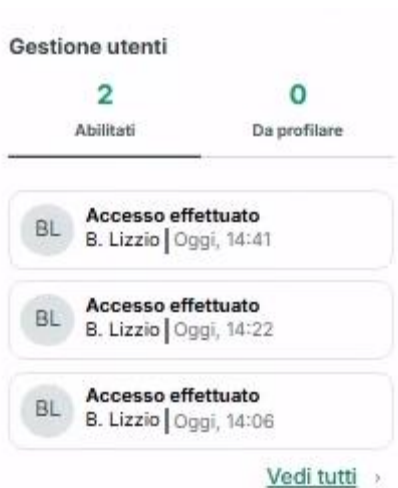 Gestione utenti
2 0
Abilitati Da profilare
BL
Accesso effettuato
B. Lizzio | Oggi, 14:41
BL
Accesso effettuato
B. Lizzio | Oggi, 14:22
BL
Accesso effettuato
B. Lizzio | Oggi, 14:06
Vedi tutti ›